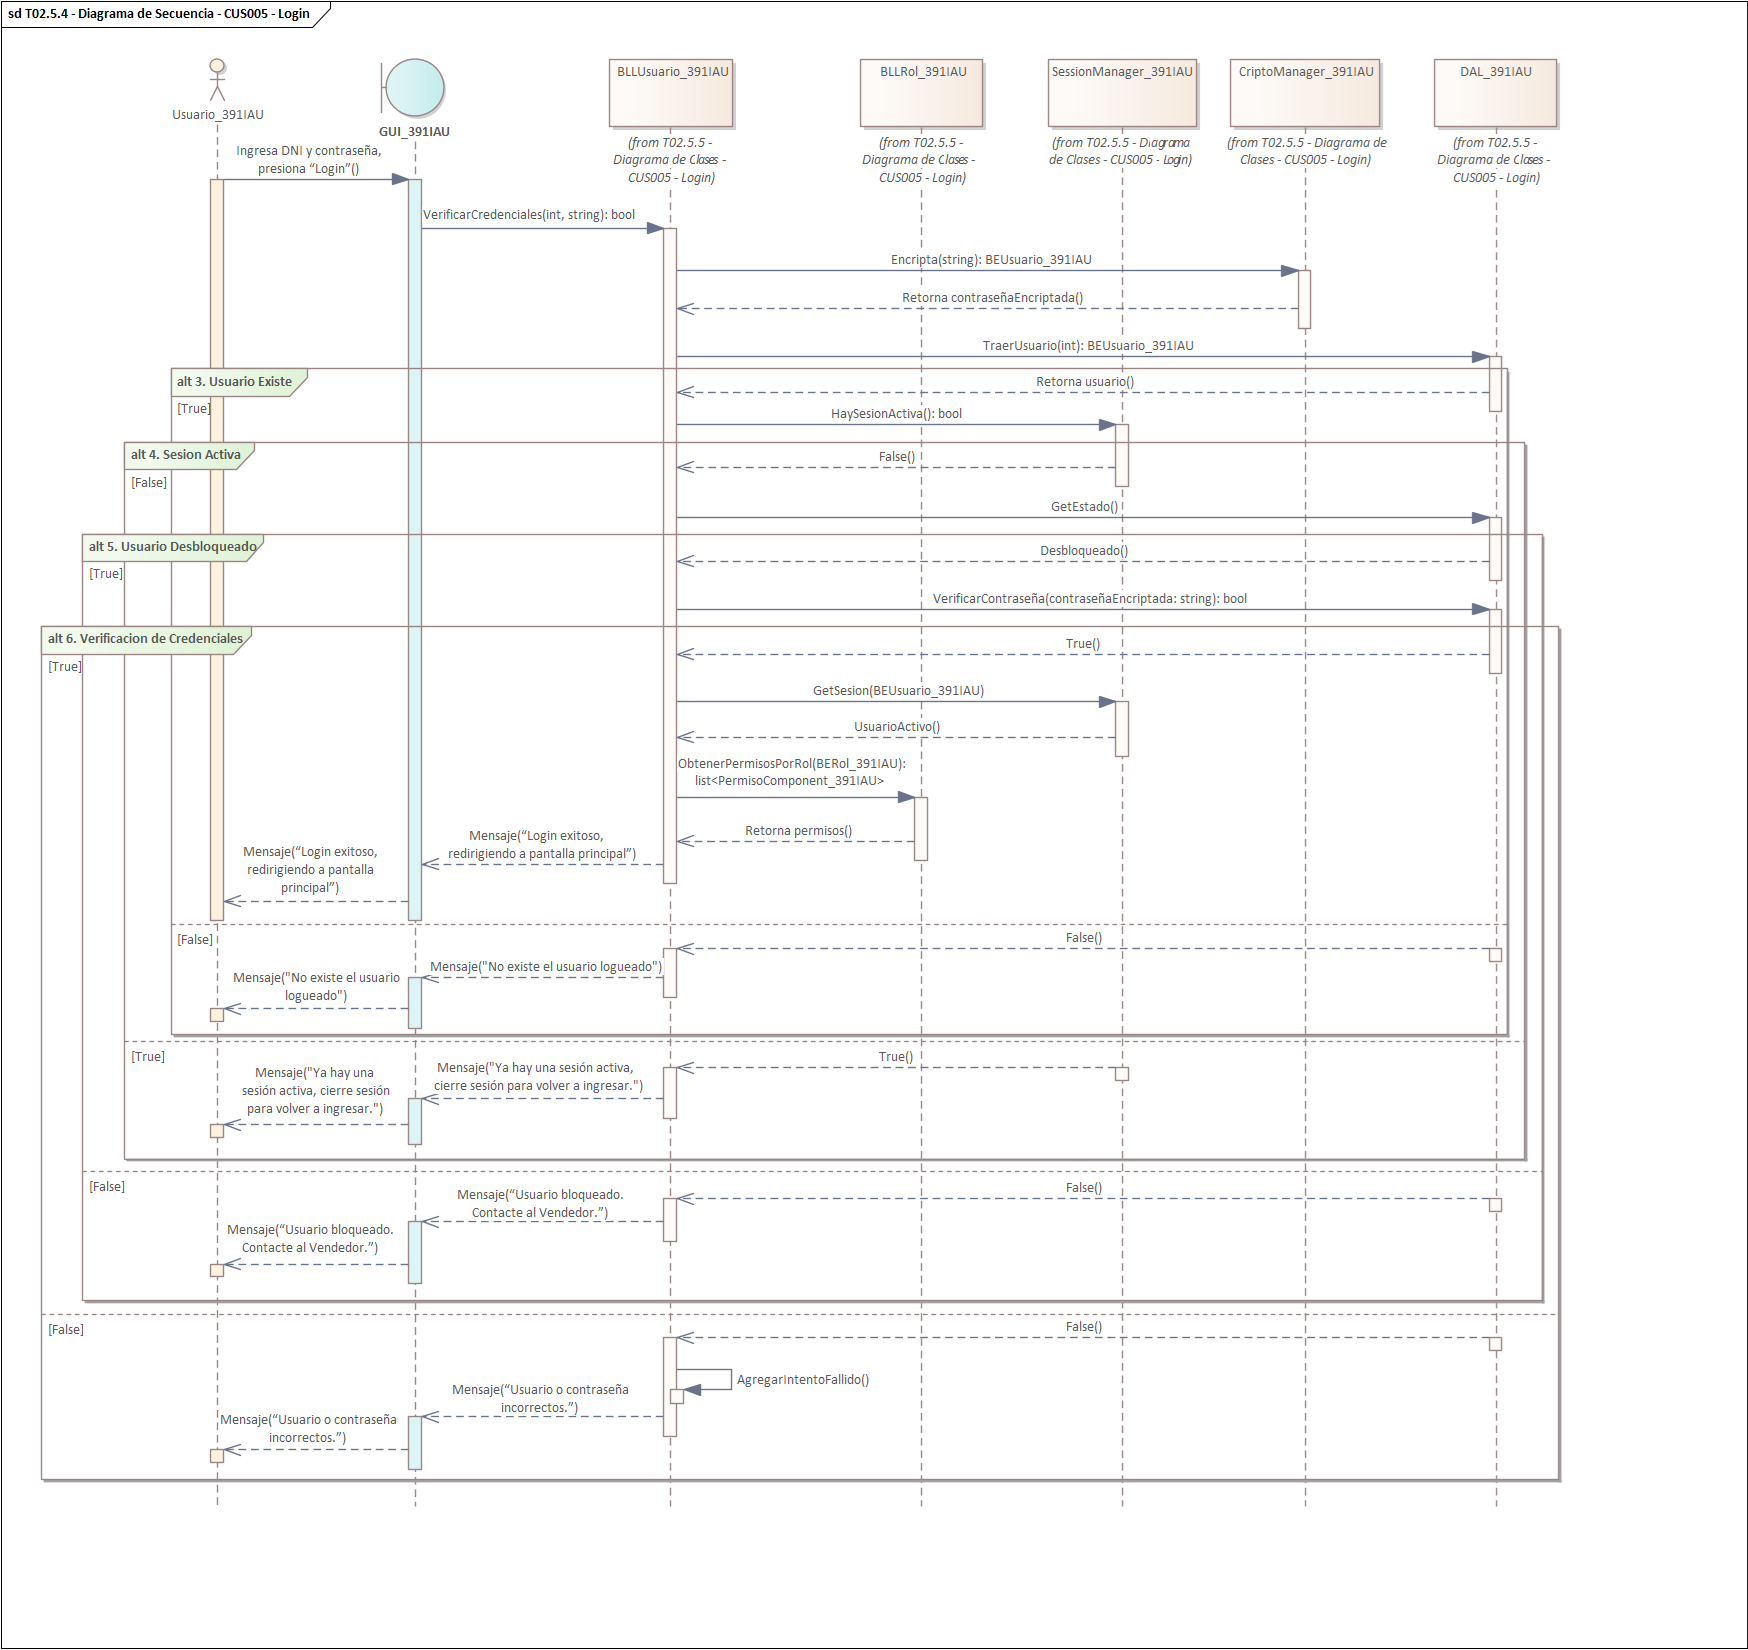 sd T02.5.4 - Diagrama de Secuencia - CUS005 - Login
Usuario_391IAU
GUI_391IAU
BLLUsuario_391IAU
(from T02.5.5 -
Diagrama de Clases -
CUS005 - Login)
BLLRol_391IAU
(from T02.5.5 -
Diagrama de Clases -
CUS005 - Login)
SessionManager_391IAU
(from T02.5.5 - Diagrama
de Clases - CUS005 - Login)
CriptoManager_391IAU
(from T02.5.5 - Diagrama de
Clases - CUS005 - Login)
DAL_391IAU
(from T02.5.5 -
Diagrama de Clases -
CUS005 - Login)
Ingresa DNI y contraseña,
presiona “Login”()
VerificarCredenciales(int, string): bool
Encripta(string): BEUsuario_391IAU
Retorna contraseñaEncriptada()
TraerUsuario(int): BEUsuario_391IAU
alt 3. Usuario Existe
Retorna usuario()
[True]
HaySesionActiva(): bool
alt 4. Sesion Activa
False()
[False]
GetEstado()
alt 5. Usuario Desbloqueado
Desbloqueado()
[True]
VerificarContraseña(contraseñaEncriptada: string): bool
alt 6. Verificacion de Credenciales
True()
[True]
GetSesion(BEUsuario_391IAU)
UsuarioActivo()
ObtenerPermisosPorRol(BERol_391IAU):
list<PermisoComponent_391IAU>
Retorna permisos()
Mensaje(“Login exitoso,
redirigiendo a pantalla principal”)
Mensaje(“Login exitoso,
redirigiendo a pantalla
principal”)
[False]
False()
Mensaje("No existe el usuario logueado")
Mensaje("No existe el usuario
logueado")
[True]
True()
Mensaje("Ya hay una sesión activa,
cierre sesión para volver a ingresar.")
Mensaje("Ya hay una
sesión activa, cierre sesión
para volver a ingresar.")
[False]
False()
Mensaje(“Usuario bloqueado.
Contacte al Vendedor.”)
Mensaje(“Usuario bloqueado.
Contacte al Vendedor.”)
[False]
False()
AgregarIntentoFallido()
Mensaje(“Usuario o contraseña
incorrectos.”)
Mensaje(“Usuario o contraseña
incorrectos.”)